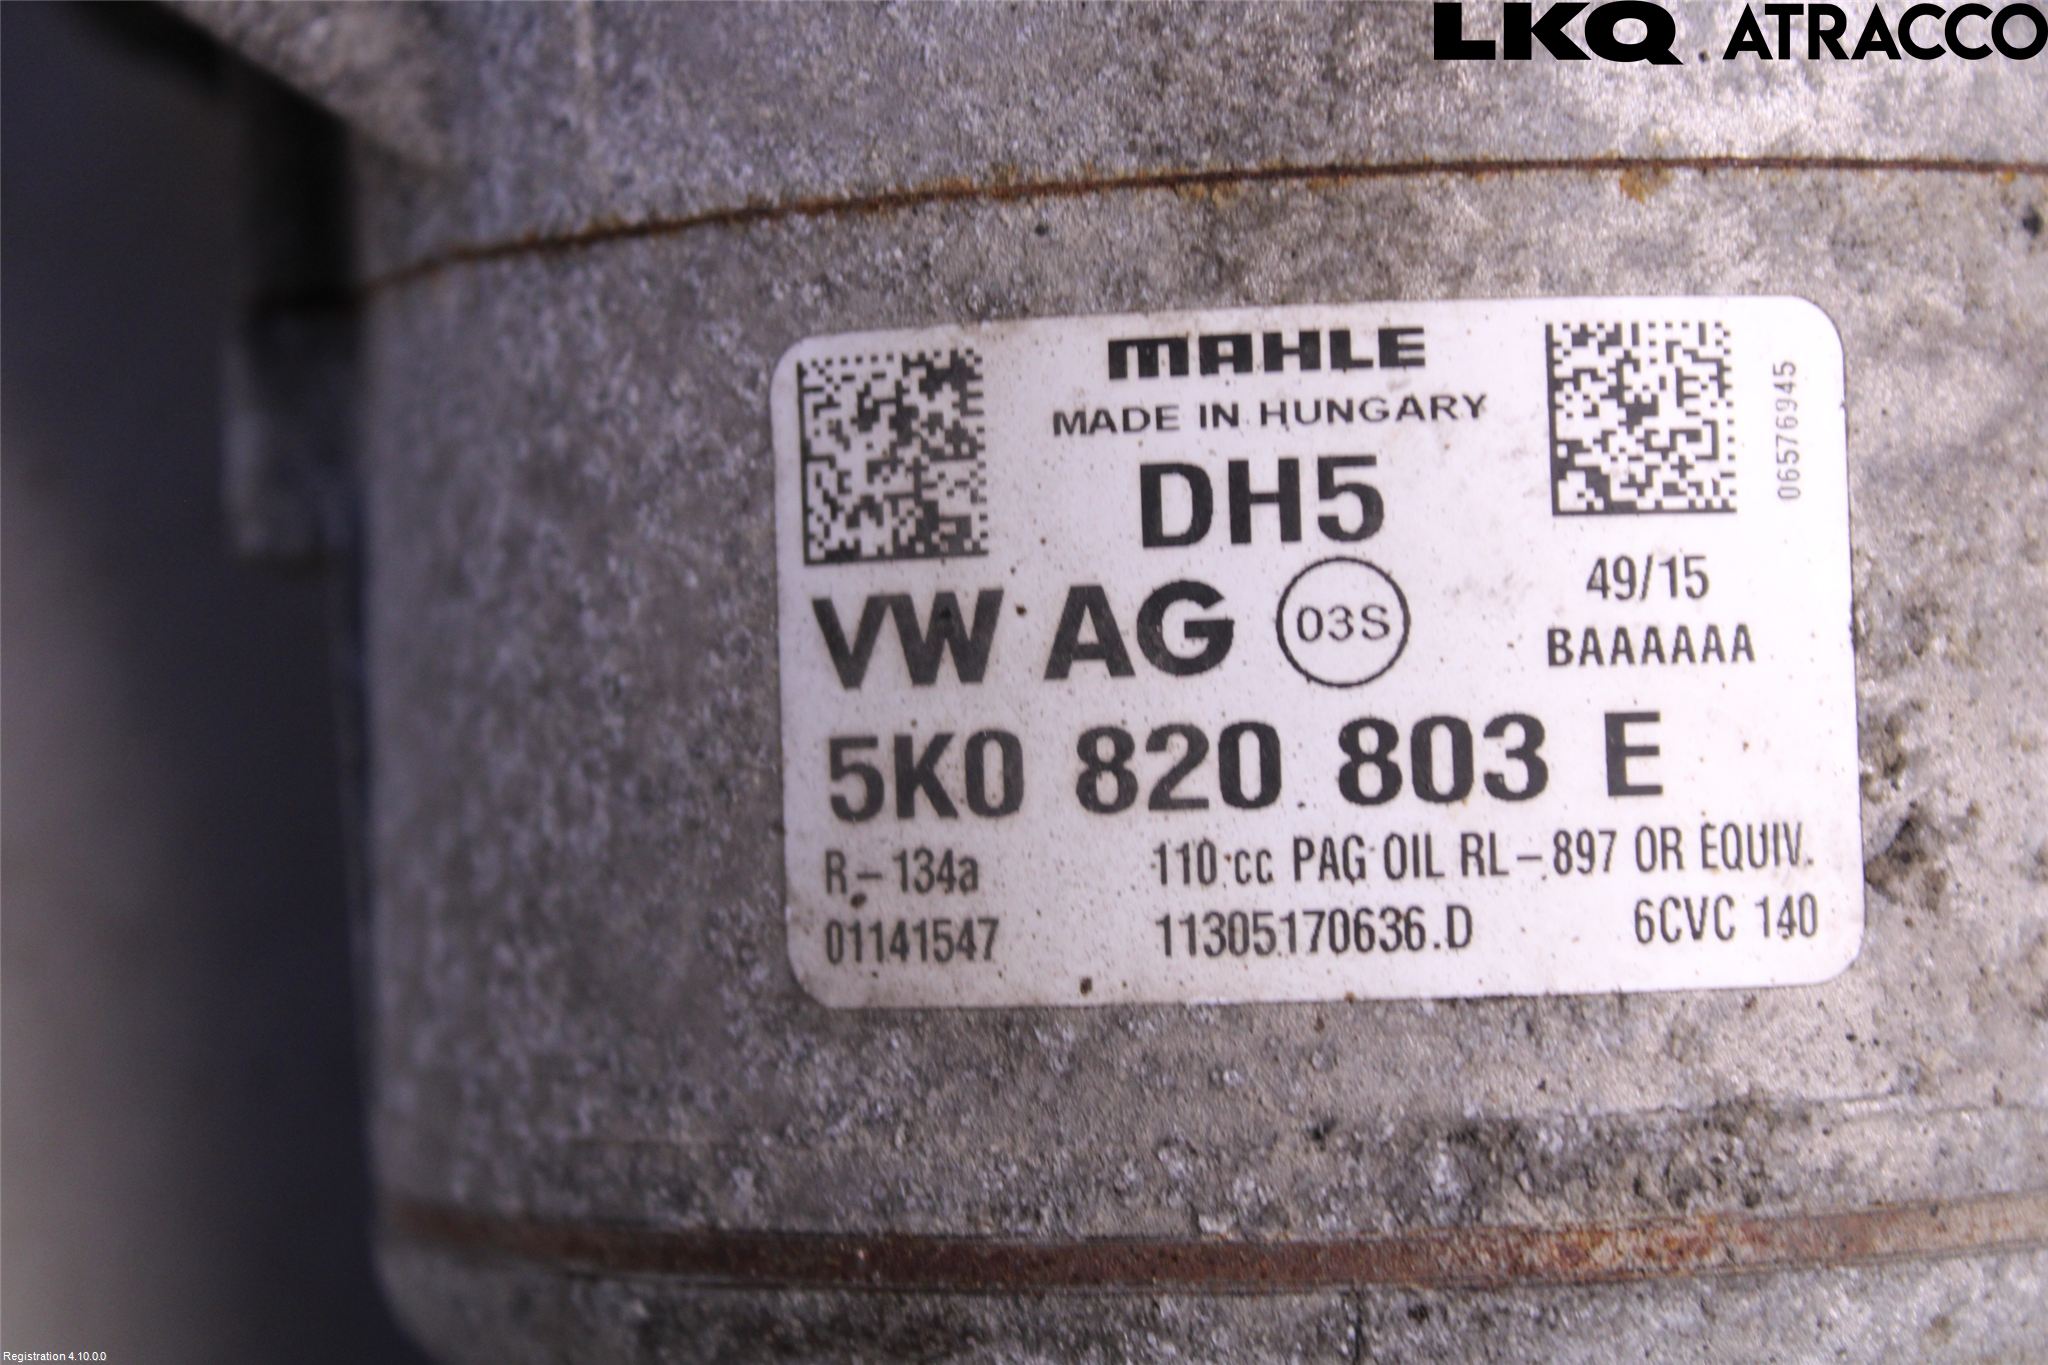 LKQ ATRACCO
MAHLE
MADE IN HUNGARY
06576945
DH5
49/15
VW AG 03S
BAAAAAA
5K0 820 803 E
R-134a 110 cc PAG OIL RL-897 OR EQUIV.
01141547 11305170636.D 6CVC 140
Registration 4.10.0.0